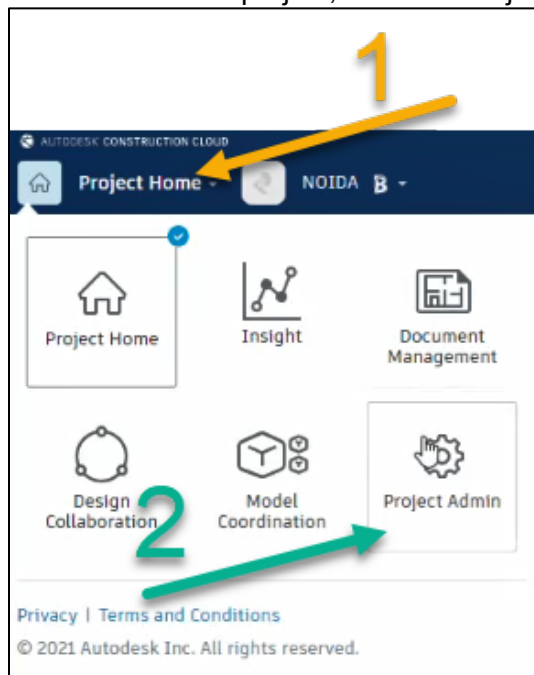 1
AUTODESK CONSTRUCTION CLOUD
Project Home NOIDA B
Project Home
Insight
Document
Management
Design
Collaboration
Model
Coordination
Project Admin
2
Privacy | Terms and Conditions
© 2021 Autodesk Inc. All rights reserved.